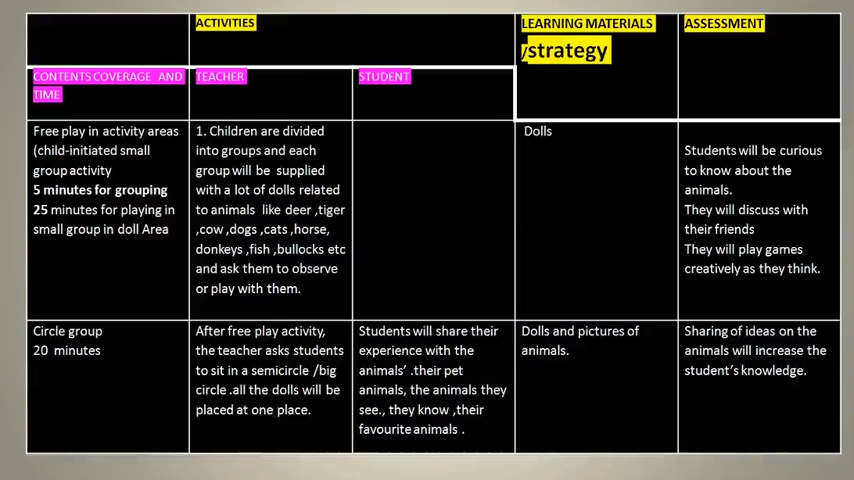 ACTIVITIES
LEARNING MATERIALS
/strategy
ASSESSMENT
CONTENTS COVERAGE AND
TIME
TEACHER
STUDENT
Free play in activity areas
(child-initiated small
group activity
5 minutes for grouping
25 minutes for playing in
small group in doll Area
1. Children are divided
into groups and each
group will be supplied
with a lot of dolls related
to animals like deer ,tiger
,cow ,dogs ,cats ,horse,
donkeys ,fish ,bullocks etc
and ask them to observe
or play with them.
Dolls
Students will be curious
to know about the
animals.
They will discuss with
their friends
They will play games
creatively as they think.
Circle group
20 minutes
After free play activity,
the teacher asks students
to sit in a semicircle /big
circle .all the dolls will be
placed at one place.
Students will share their
experience with the
animals’ .their pet
animals, the animals they
see., they know ,their
favourite animals .
Dolls and pictures of
animals.
Sharing of ideas on the
animals will increase the
student’s knowledge.